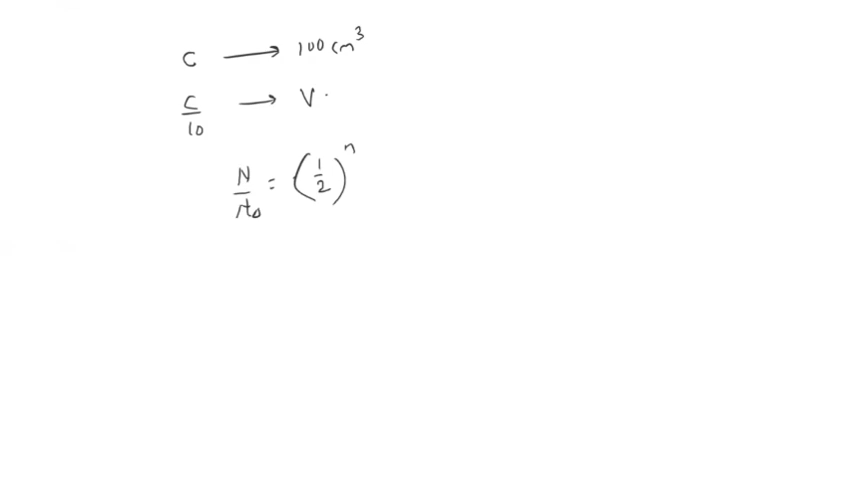 C → 100 cm³
C/10 → V
N/N₀ = (1/2)ⁿ